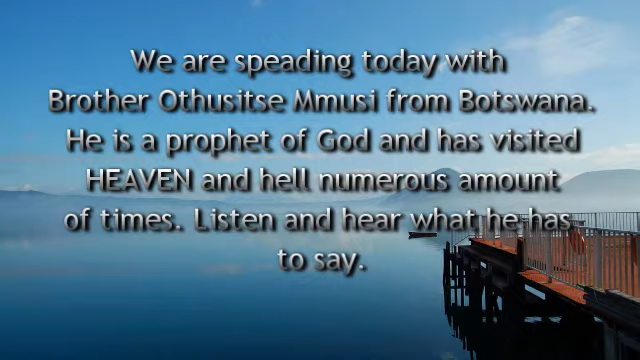 We are speading today with
Brother Othusitse Mmusi from Botswana.
He is a prophet of God and has visited
HEAVEN and hell numerous amount
of times. Listen and hear what he has
to say.